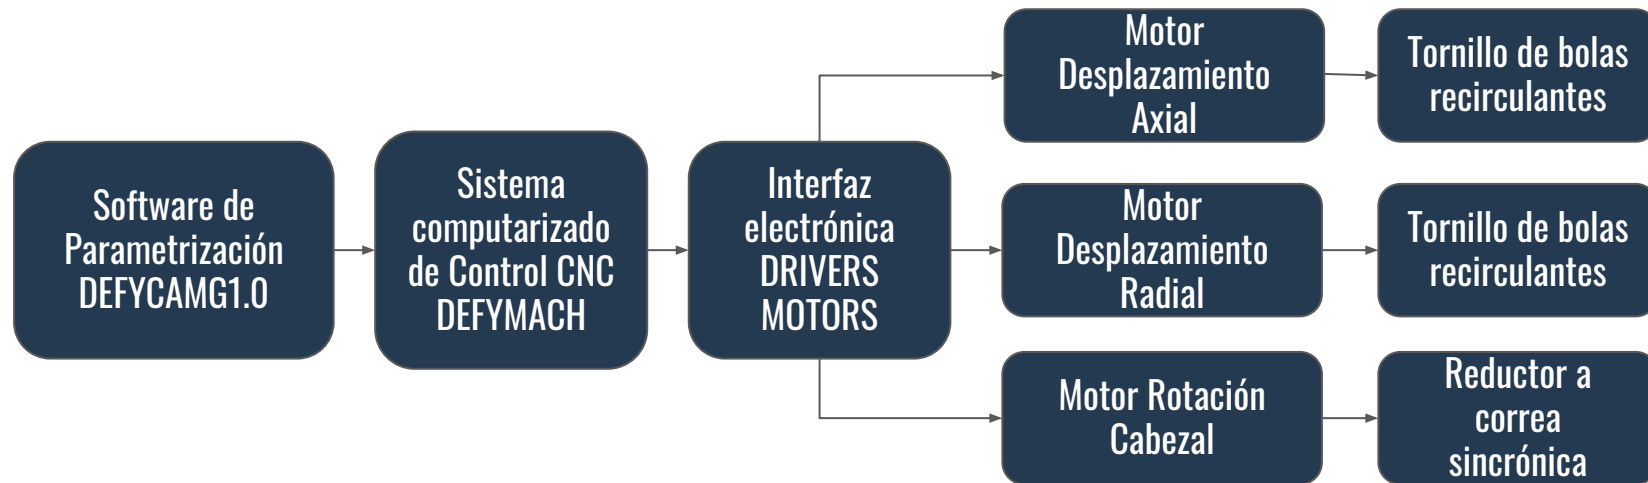 Software de
Parametrización
DEFYCAMG1.0
Sistema
computarizado
de Control CNC
DEFYMACH
Interfaz
electrónica
DRIVERS
MOTORS
Motor
Desplazamiento
Axial
Tornillo de bolas
recirculantes
Motor
Desplazamiento
Radial
Tornillo de bolas
recirculantes
Motor Rotación
Cabezal
Reductor a
correa
sincrónica